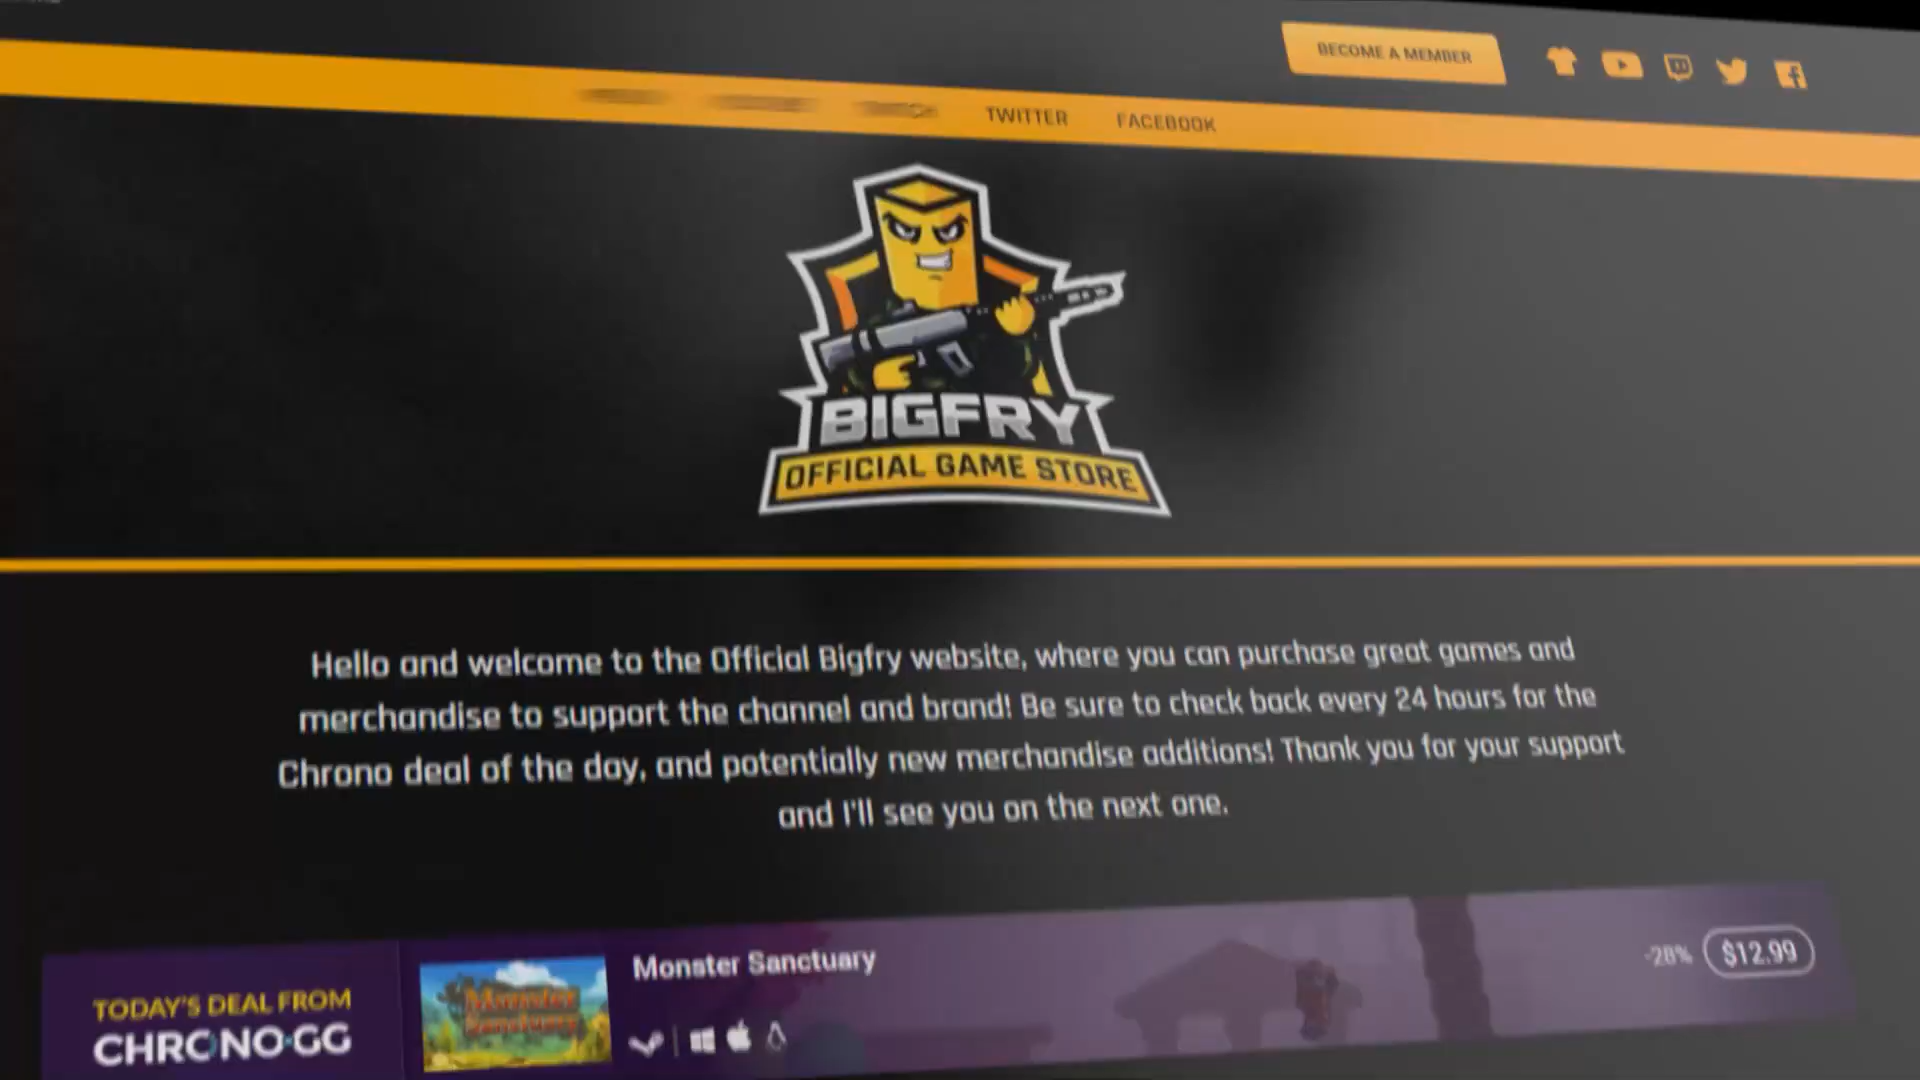 BECOME A MEMBER
TWITTER
FACEBOOK
BIGFRY
OFFICIAL GAME STORE
Hello and welcome to the Official Bigfry website, where you can purchase great games and
merchandise to support the channel and brand! Be sure to check back every 24 hours for the
Chrono deal of the day, and potentially new merchandise additions! Thank you for your support
and I'll see you on the next one.
TODAY'S DEAL FROM
CHRONO·GG
Monster Sanctuary
Monster Sanctuary
-28%
$12.99